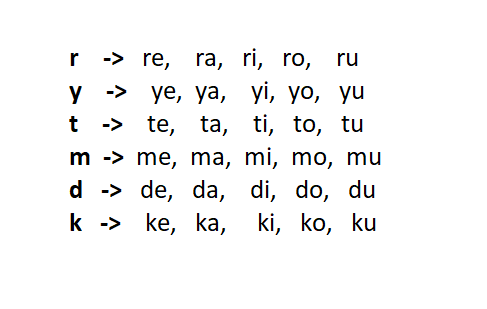 r -> re, ra, ri, ro, ru
y -> ye, ya, yi, yo, yu
t -> te, ta, ti, to, tu
m -> me, ma, mi, mo, mu
d -> de, da, di, do, du
k -> ke, ka, ki, ko, ku